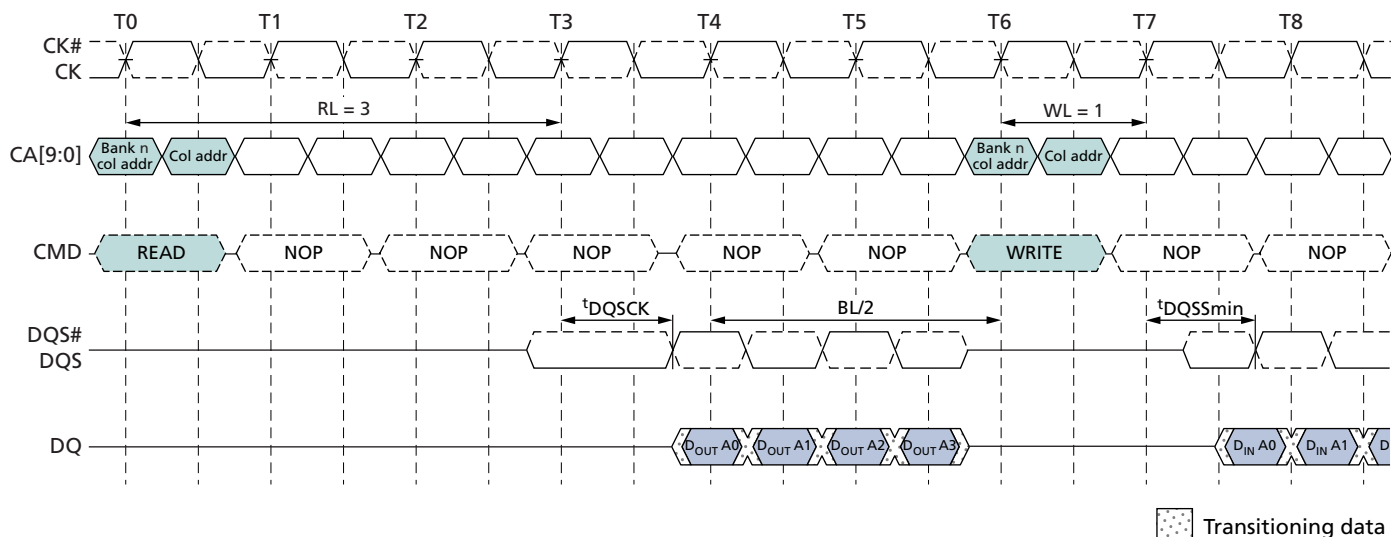 T0 T1 T2 T3 T4 T5 T6 T7 T8
CK#
CK
RL = 3 WL = 1
CA[9:0] Bank n col addr Col addr Bank n col addr Col addr
CMD READ NOP NOP NOP NOP NOP WRITE NOP NOP
tDQSCK BL/2 tDQSSmin
DQS#
DQS
DQ DOUT A0 DOUT A1 DOUT A2 DOUT A3 DIN A0 DIN A1 D
Transitioning data